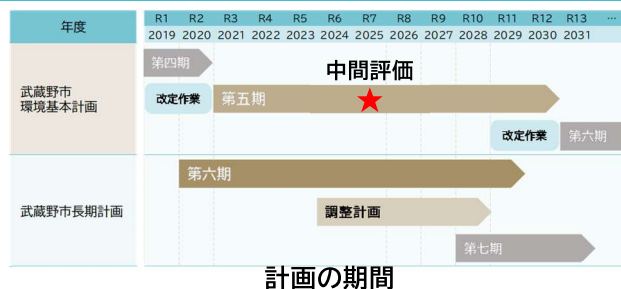 年度
R1 R2 R3 R4 R5 R6 R7 R8 R9 R10 R11 R12 R13 …
2019 2020 2021 2022 2023 2024 2025 2026 2027 2028 2029 2030 2031
武蔵野市
環境基本計画
第四期
中間評価
改定作業 第五期
改定作業 第六期
武蔵野市長期計画
第六期
調整計画
第七期
計画の期間